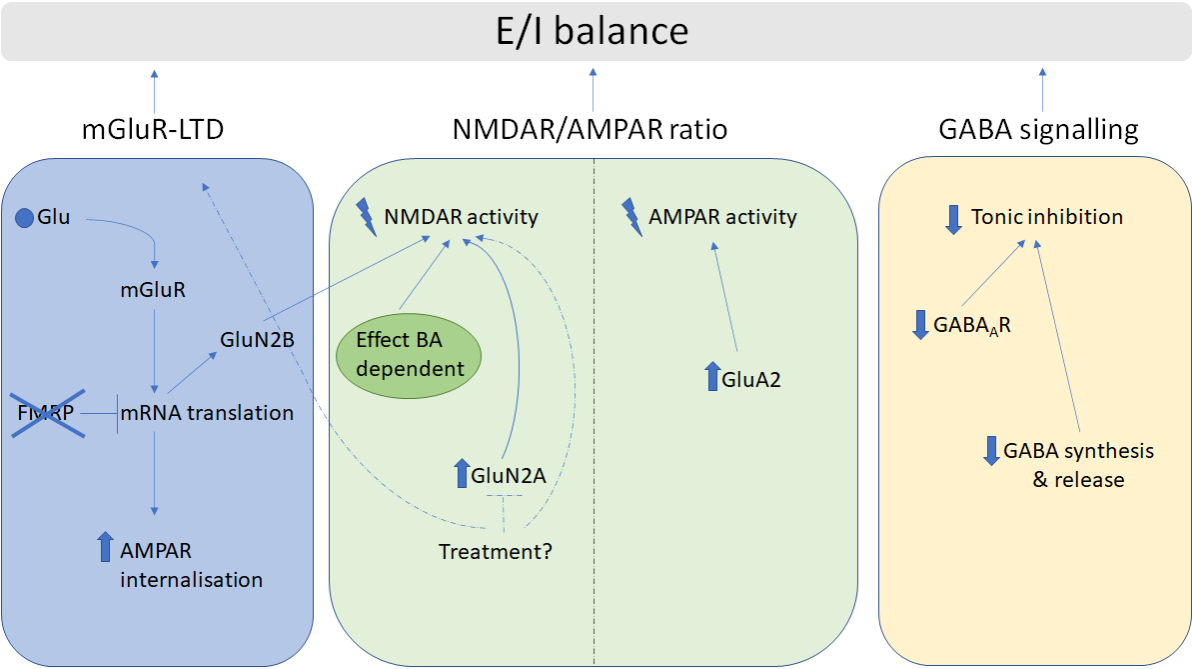 E/I balance
mGluR-LTD
NMDAR/AMPAR ratio
GABA signalling
Glu
mGluR
GluN2B
FMRP
mRNA translation
AMPAR
internalisation
NMDAR activity
Effect BA
dependent
GluN2A
Treatment?
AMPAR activity
GluA2
Tonic inhibition
GABAAR
GABA synthesis
& release